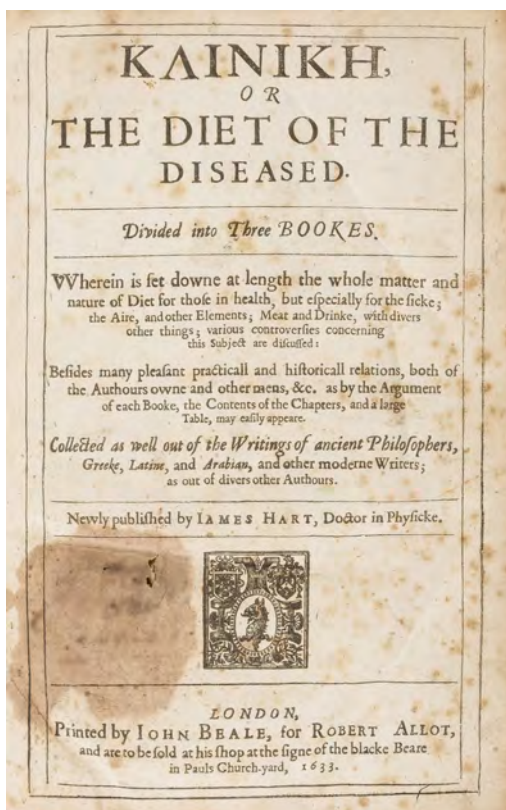 ΚΛΙΝΙΚΗ,
OR
THE DIET OF THE
DISEASED.
Divided into Three BOOKES.
VVherein is ſet downe at length the whole matter and
nature of Diet for thoſe in health, but eſpecially for the ſicke;
the Aire, and other Elements; Meat and Drinke, with divers
other things; various controverſies concerning
this Subject are diſcuſſed:
Beſides many pleaſant practicall and hiſtoricall relations, both of
the Authours owne and other mens, &c. as by the Argument
of each Booke, the Contents of the Chapters, and a large
Table, may eaſily appeare.
Collected as well out of the Writings of ancient Philoſophers,
Greeke, Latine, and Arabian, and other moderne Writers;
as out of divers other Authours.
Newly publiſhed by IAMES HART, Doctor in Phyſicke.
LONDON,
Printed by IOHN BEALE, for ROBERT ALLOT,
and are to be ſold at his ſhop at the ſigne of the blacke Beare
in Pauls Church-yard, 1633.